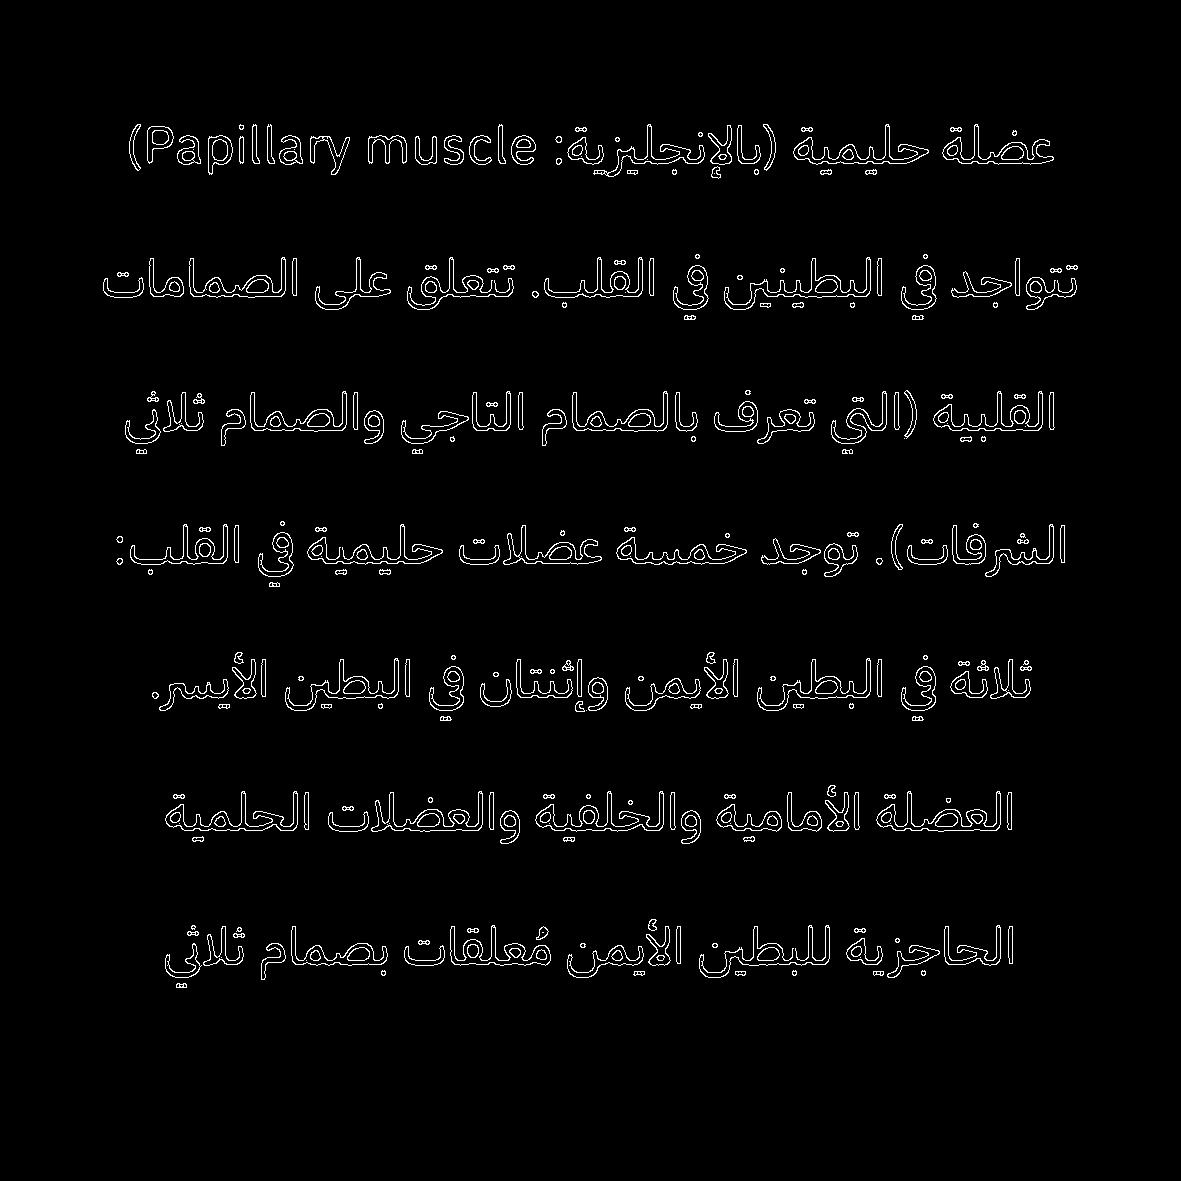 عضلة حليمية (بالإنجليزية: Papillary muscle)
تتواجد في البطينين في القلب. تتعلق على الصمامات
القلبية (التي تعرف بالصمام التاجي والصمام ثلاثي
الشرفات). توجد خمسة عضلات حليمية في القلب:
ثلاثة في البطين الأيمن وإثنتان في البطين الأيسر.
العضلة الأمامية والخلفية والعضلات الحلمية
الحاجزية للبطين الأيمن مُعلقات بصمام ثلاثي